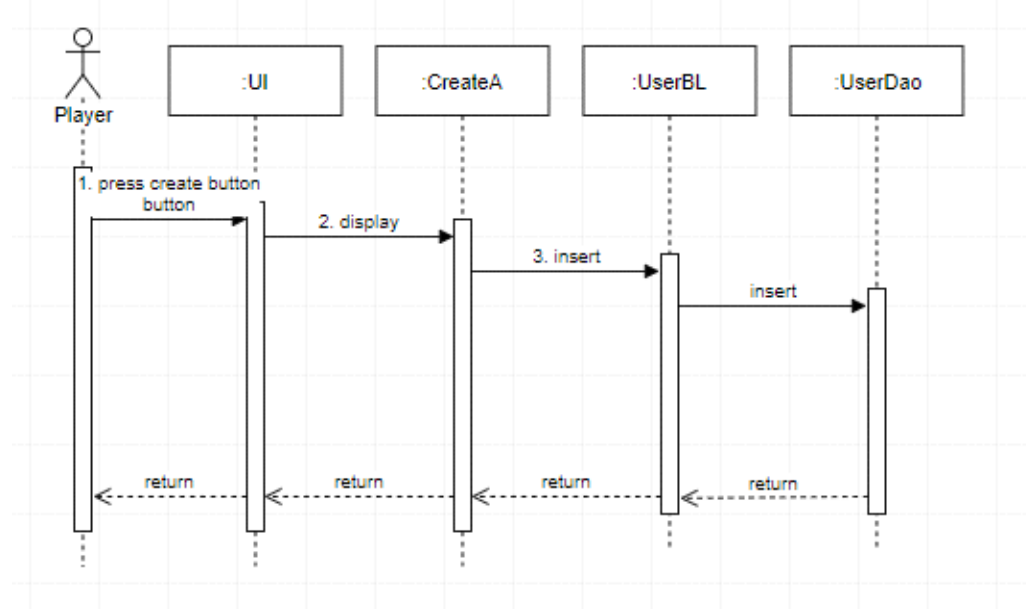 :UI
:CreateA
:UserBL
:UserDao
Player
1. press create button
button
2. display
3. insert
insert
return
return
return
return